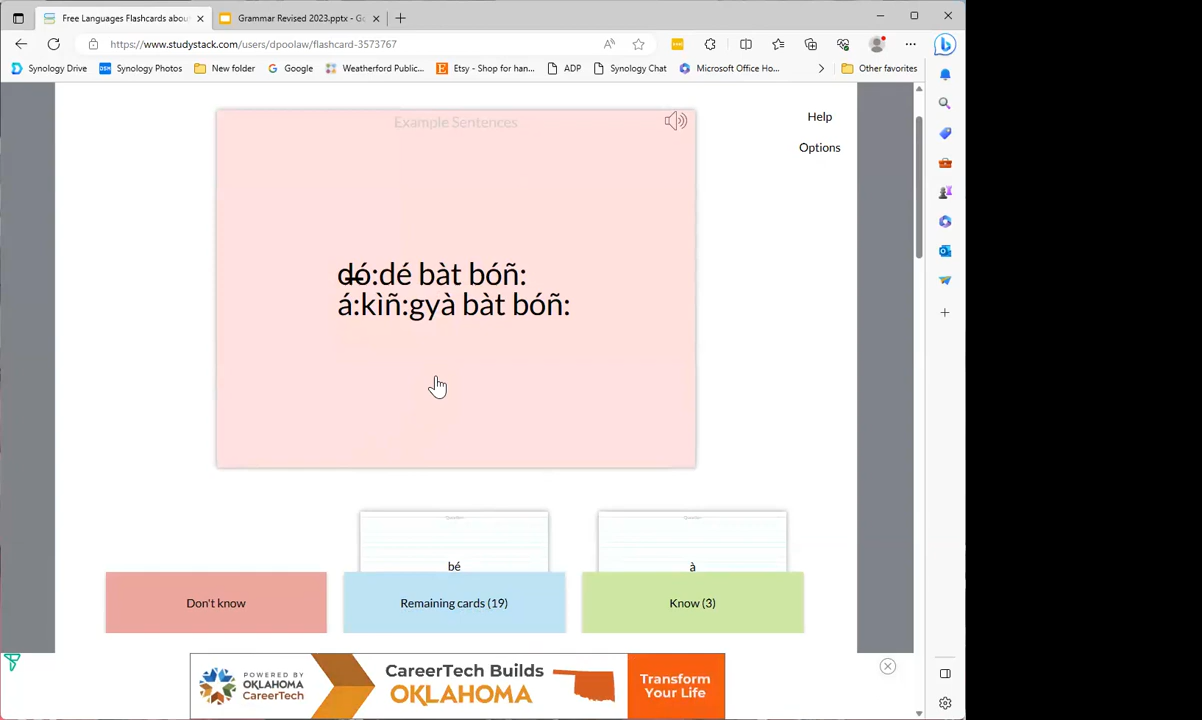 Free Languages Flashcards abou
Grammar Revised 2023.pptx - Go
https://www.studystack.com/users/dpoolaw/flashcard-3573767
Synology Drive
Synology Photos
New folder
Google
Weatherford Public...
Etsy - Shop for han...
ADP
Synology Chat
Microsoft Office Ho...
Other favorites
Example Sentences
Help
Options
dó:dé bàt bóñ:
á:kìñ:gyà bàt bóñ:
bé
à
Don't know
Remaining cards (19)
Know (3)
POWERED BY
OKLAHOMA
CareerTech
CareerTech Builds
OKLAHOMA
Transform
Your Life